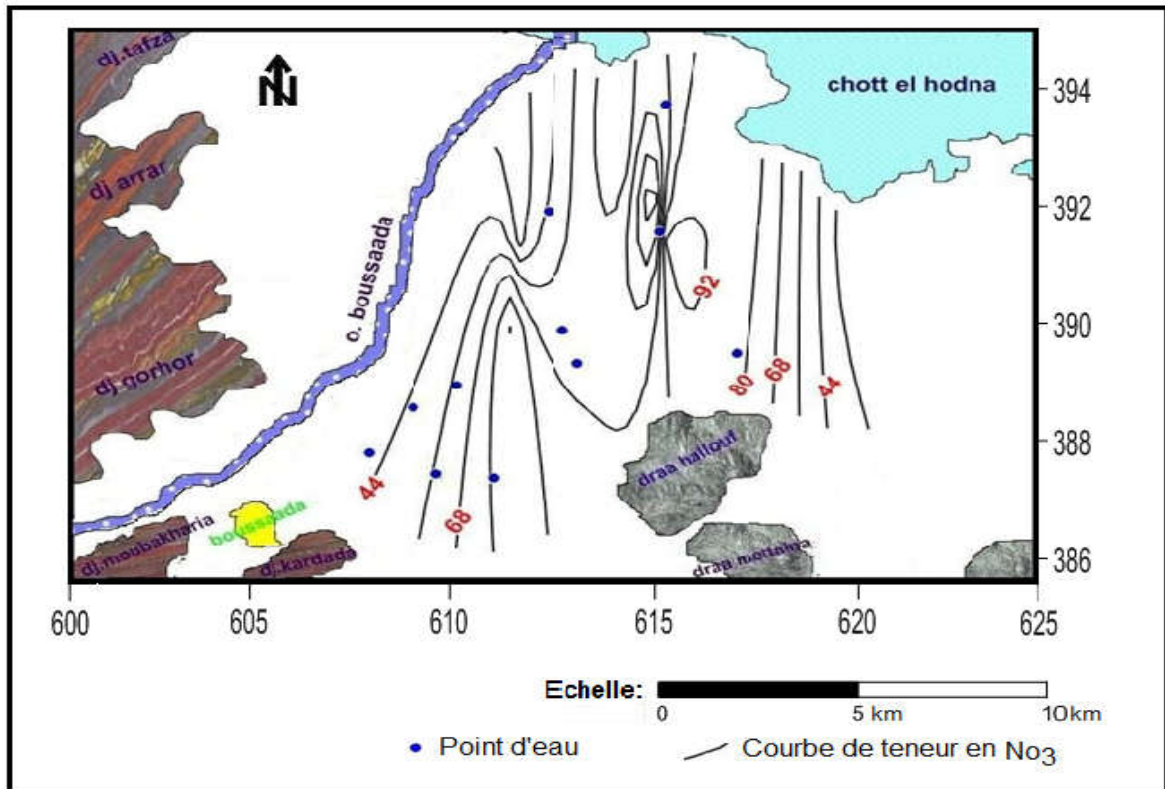 dj.tafza
N
chott el hodna
394
dj arrar
392
o. boussaada
92
390
dj gorhor
80
68
44
388
draa hallouf
44
68
boussaada
dj.moubakharia
dj.kardada
386
600
605
610
615
620
625
Echelle:
0
5 km
10km
Point d'eau
Courbe de teneur en No3